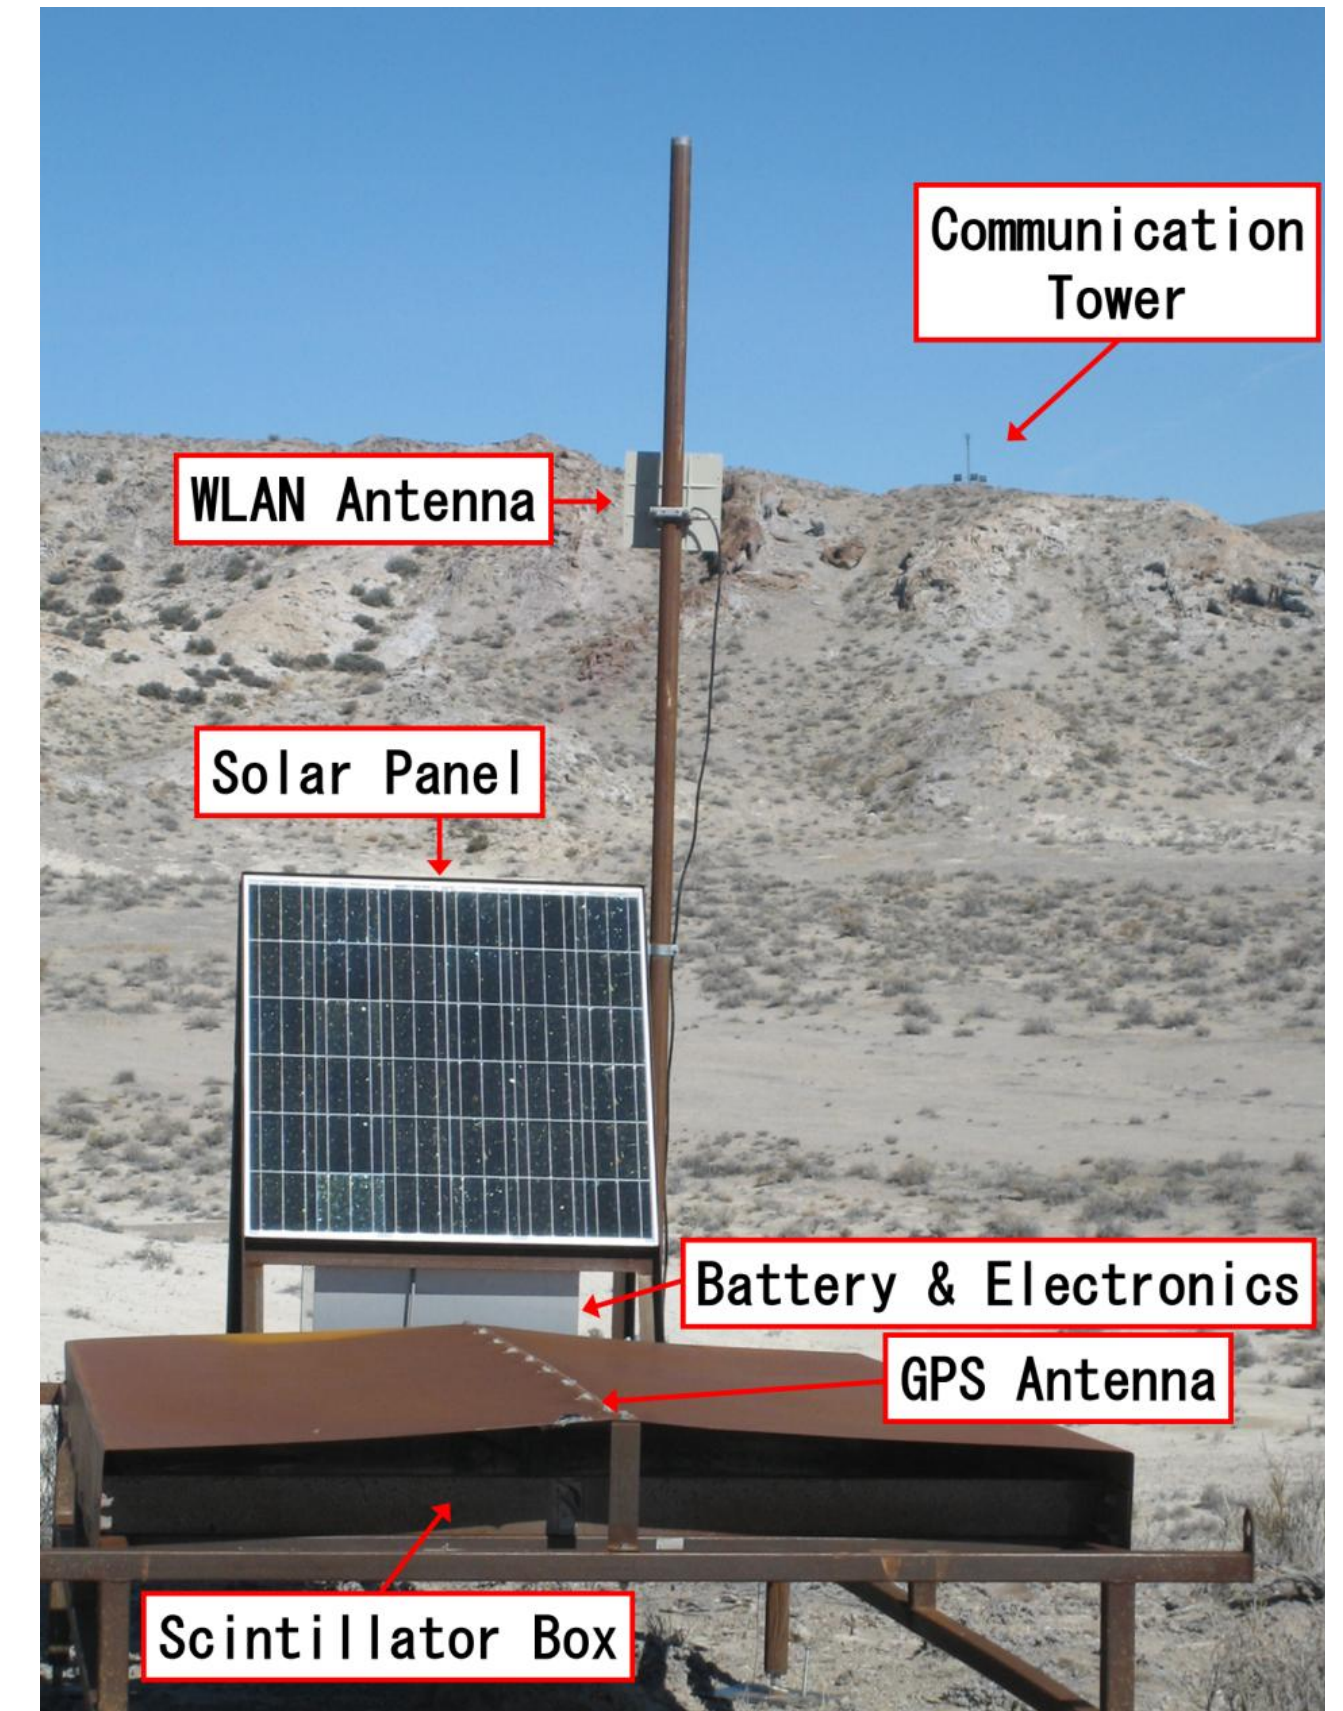 Communication
Tower
WLAN Antenna
Solar Panel
Battery & Electronics
GPS Antenna
Scintillator Box